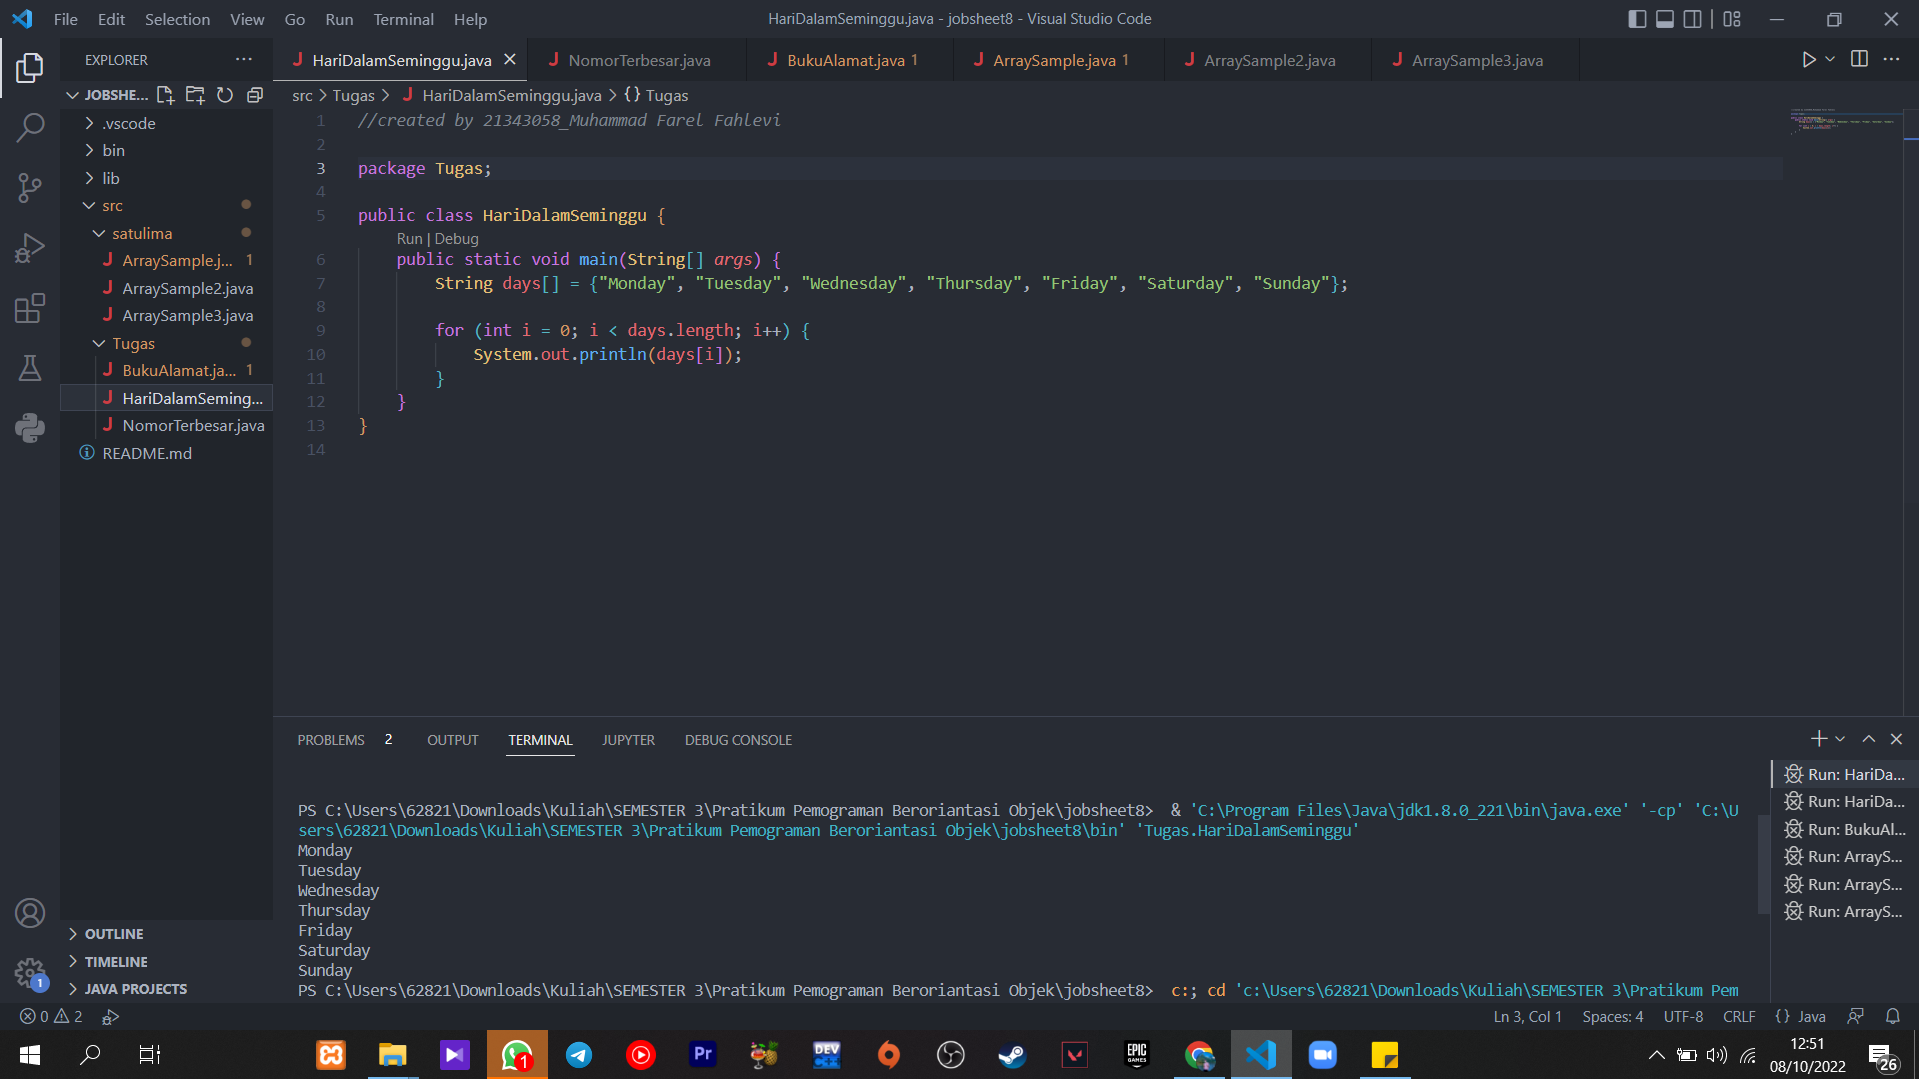 File Edit Selection View Go Run Terminal Help
HariDalamSeminggu.java - jobsheet8 - Visual Studio Code
EXPLORER
HariDalamSeminggu.java
NomorTerbesar.java
BukuAlamat.java 1
ArraySample.java 1
ArraySample2.java
ArraySample3.java
JOBSHE...
.vscode
bin
lib
src
satulima
ArraySample.j... 1
ArraySample2.java
ArraySample3.java
Tugas
BukuAlamat.ja... 1
HariDalamSeming...
NomorTerbesar.java
README.md
OUTLINE
TIMELINE
JAVA PROJECTS
src > Tugas > HariDalamSeminggu.java > {} Tugas
1 //created by 21343058_Muhammad Farel Fahlevi
2
3 package Tugas;
4
5 public class HariDalamSeminggu {
Run | Debug
6 public static void main(String[] args) {
7 String days[] = {"Monday", "Tuesday", "Wednesday", "Thursday", "Friday", "Saturday", "Sunday"};
8
9 for (int i = 0; i < days.length; i++) {
10 System.out.println(days[i]);
11 }
12 }
13 }
14
PROBLEMS 2 OUTPUT TERMINAL JUPYTER DEBUG CONSOLE
PS C:\Users\62821\Downloads\Kuliah\SEMESTER 3\Pratikum Pemograman Beroriantasi Objek\jobsheet8> & 'C:\Program Files\Java\jdk1.8.0_221\bin\java.exe' '-cp' 'C:\U
sers\62821\Downloads\Kuliah\SEMESTER 3\Pratikum Pemograman Beroriantasi Objek\jobsheet8\bin' 'Tugas.HariDalamSeminggu'
Monday
Tuesday
Wednesday
Thursday
Friday
Saturday
Sunday
PS C:\Users\62821\Downloads\Kuliah\SEMESTER 3\Pratikum Pemograman Beroriantasi Objek\jobsheet8> c:; cd 'c:\Users\62821\Downloads\Kuliah\SEMESTER 3\Pratikum Pem
Run: HariDa...
Run: HariDa...
Run: BukuAl...
Run: ArrayS...
Run: ArrayS...
Run: ArrayS...
1
0 2
Ln 3, Col 1 Spaces: 4 UTF-8 CRLF {} Java
1
Pr
DEV
C++
EPIC
GAMES
12:51
08/10/2022
26